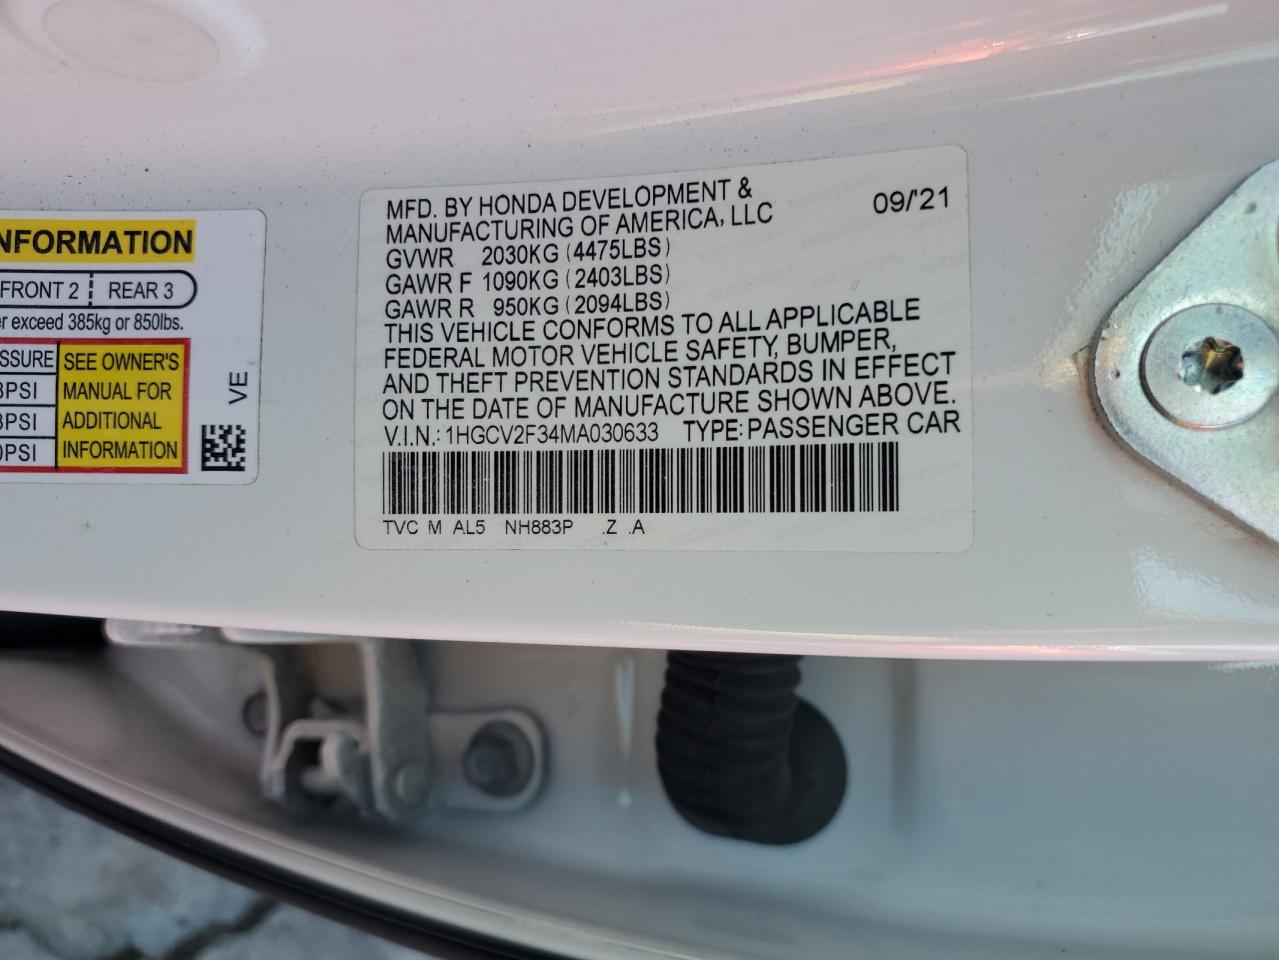 INFORMATION
FRONT 2 REAR 3
exceed 385kg or 850lbs.
SEE OWNER'S
MANUAL FOR
ADDITIONAL
INFORMATION
VE
MFD. BY HONDA DEVELOPMENT & 09/'21
MANUFACTURING OF AMERICA, LLC
GVWR 2030KG (4475LBS)
GAWR F 1090KG (2403LBS)
GAWR R 950KG (2094LBS)
THIS VEHICLE CONFORMS TO ALL APPLICABLE
FEDERAL MOTOR VEHICLE SAFETY, BUMPER,
AND THEFT PREVENTION STANDARDS IN EFFECT
ON THE DATE OF MANUFACTURE SHOWN ABOVE.
V.I.N.: 1HGCV2F34MA030633 TYPE: PASSENGER CAR
TVC M AL5 NH883P .Z .A